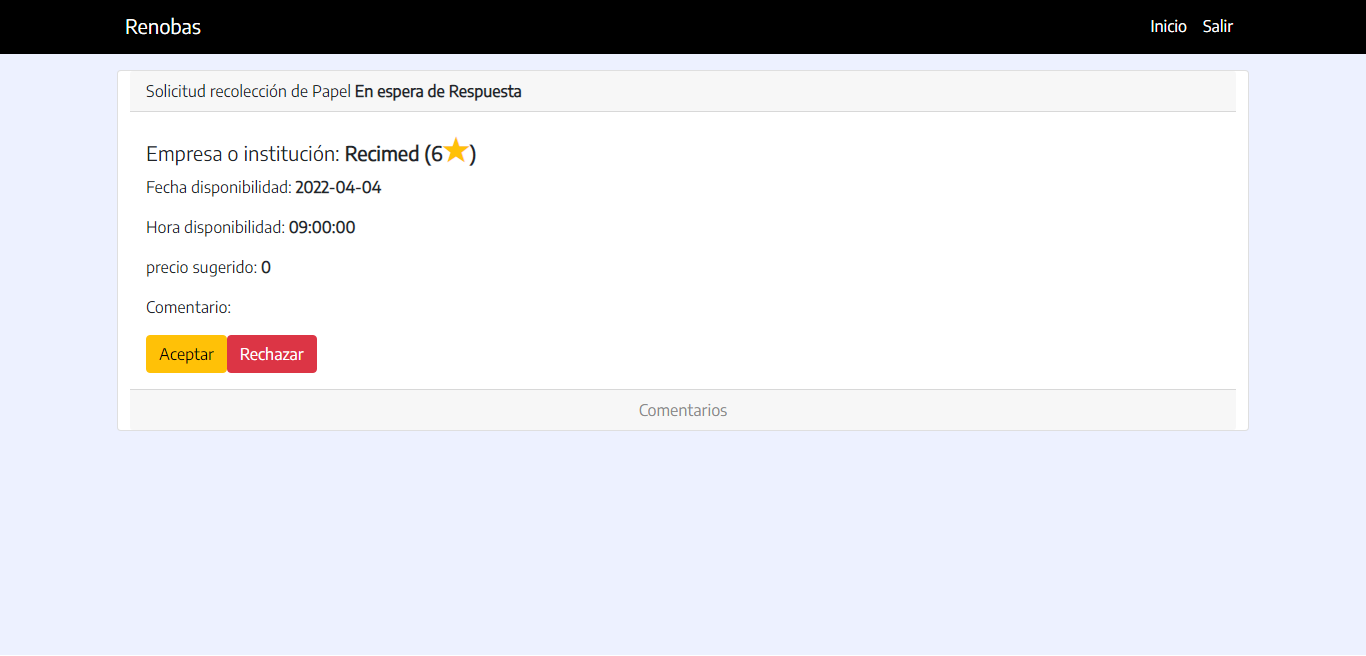 Renobas
Inicio Salir
Solicitud recolección de Papel En espera de Respuesta
Empresa o institución: Recimed (6⭐)
Fecha disponibilidad: 2022-04-04
Hora disponibilidad: 09:00:00
precio sugerido: 0
Comentario:
Aceptar Rechazar
Comentarios